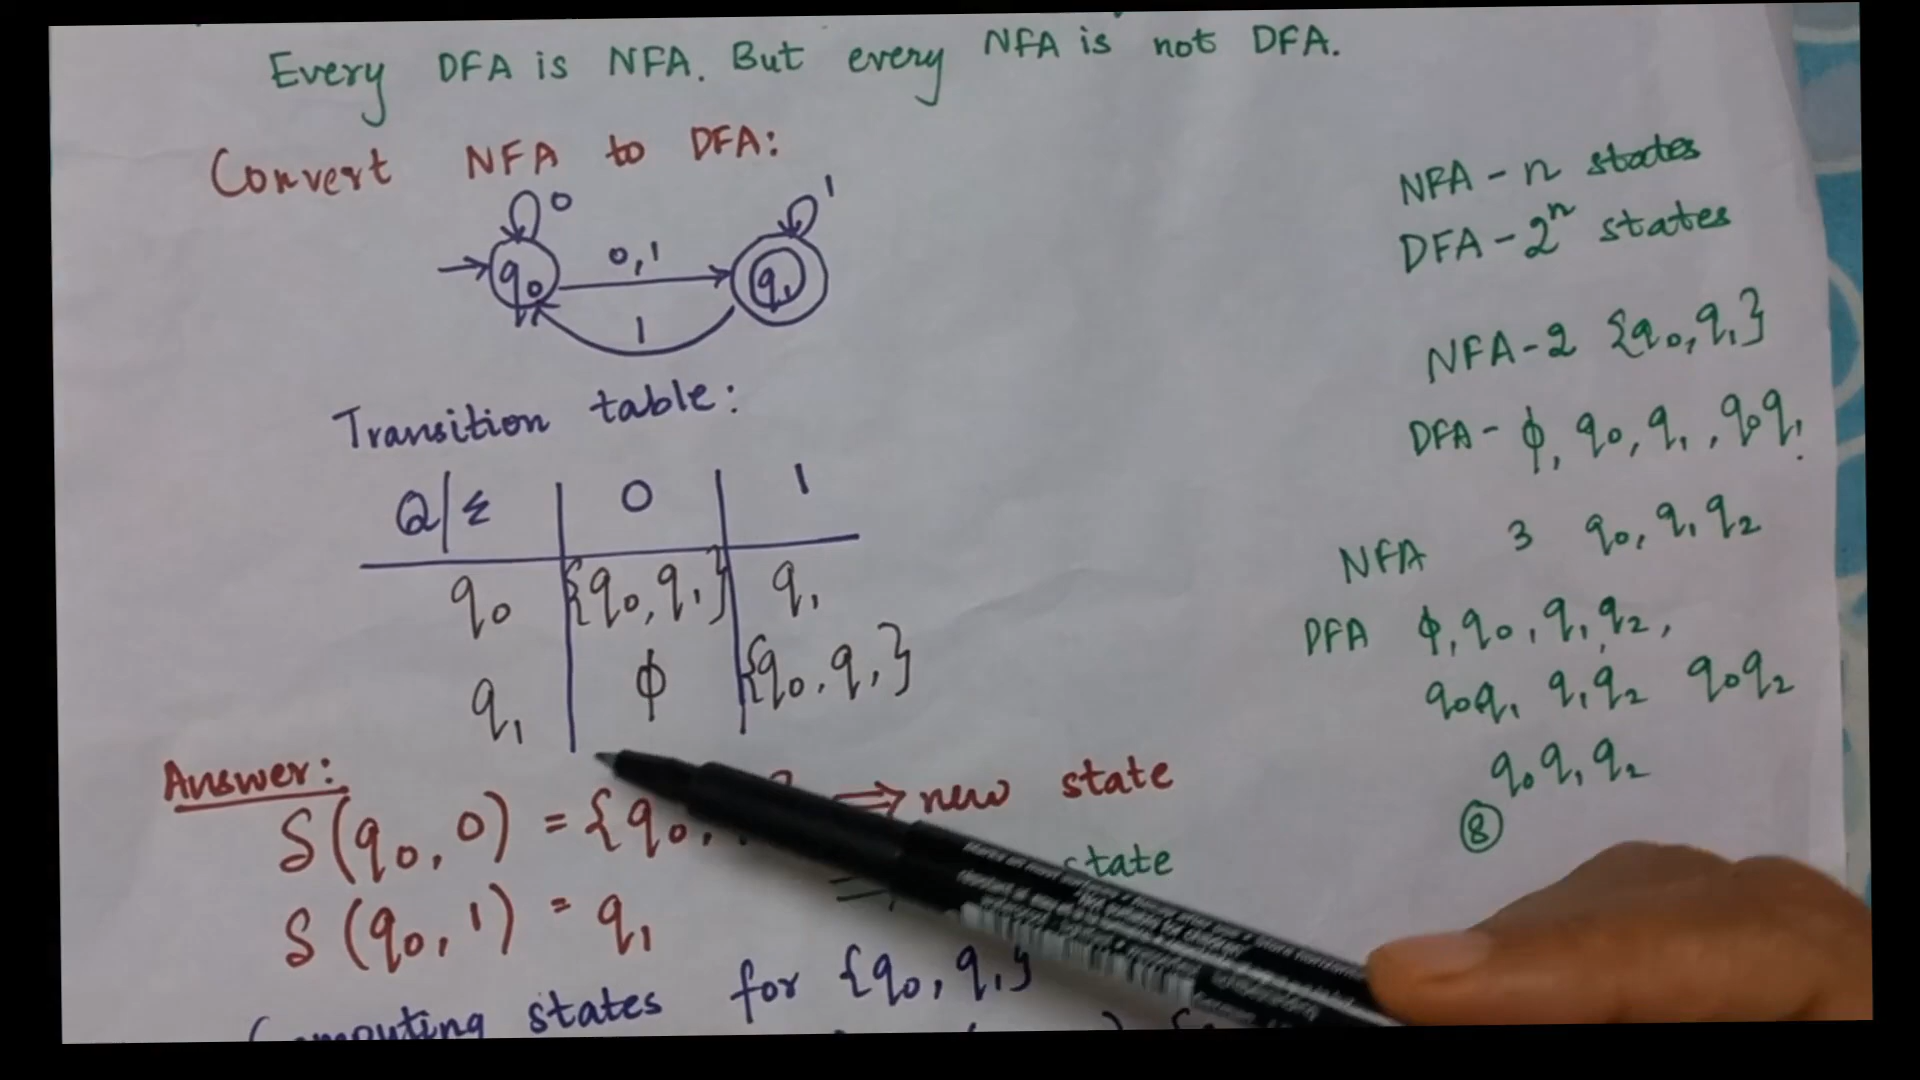 Every DFA is NFA. But every NFA is not DFA.
Convert NFA to DFA:
0
1
q0
0,1
q1
1
Transition table:
Q/Σ 0 1
q0 {q0, q1} q1
q1 ϕ {q0, q1}
Answer:
δ(q0, 0) = {q0, ⇒ new state
state
δ(q0, 1) = q1
Computing states for {q0, q1}
NFA - n states
DFA - 2^n states
NFA - 2 {q0, q1}
DFA - ϕ, q0, q1, q0q1
NFA 3 q0, q1 q2
DFA ϕ, q0, q1, q2,
q0q1 q1q2 q0q2
q0q1q2
8